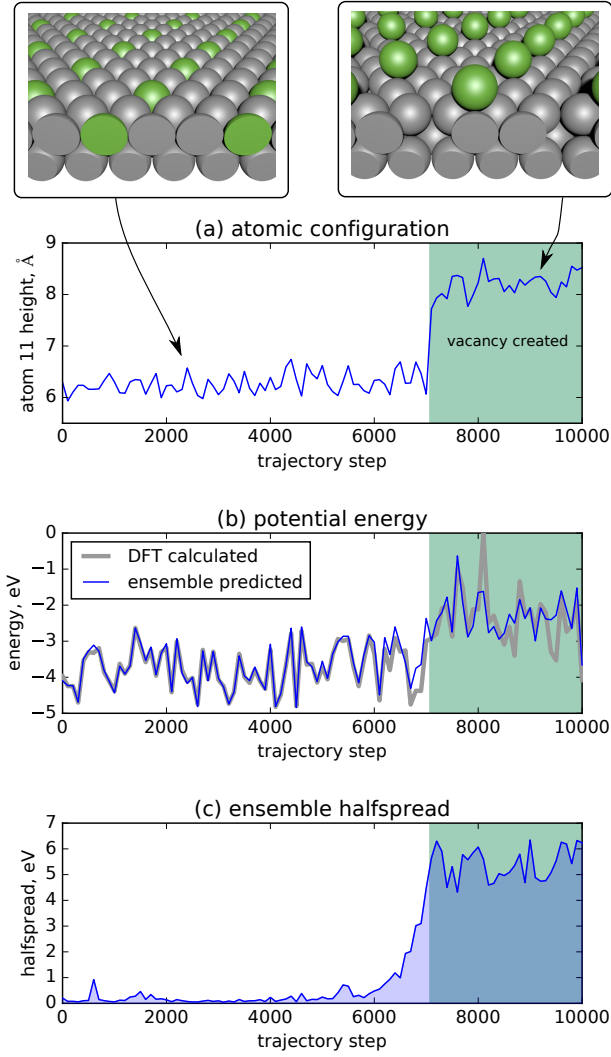 (a) atomic configuration
9
8
7
6
5
atom 11 height, Å
vacancy created
0 2000 4000 6000 8000 10000
trajectory step
(b) potential energy
0
−1
−2
−3
−4
−5
energy, eV
DFT calculated
ensemble predicted
0 2000 4000 6000 8000 10000
trajectory step
(c) ensemble halfspread
7
6
5
4
3
2
1
0
halfspread, eV
0 2000 4000 6000 8000 10000
trajectory step